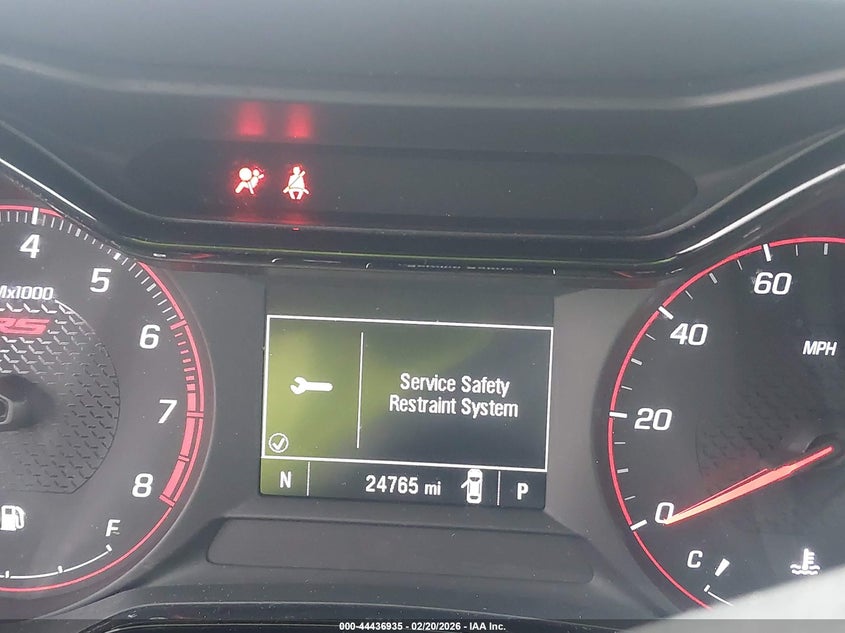 4
5
6
7
8
x1000
RS
F
Service Safety
Restraint System
N
24765 mi
P
60
40
20
0
MPH
C
000-44436935 - 02/20/2026 - IAA Inc.